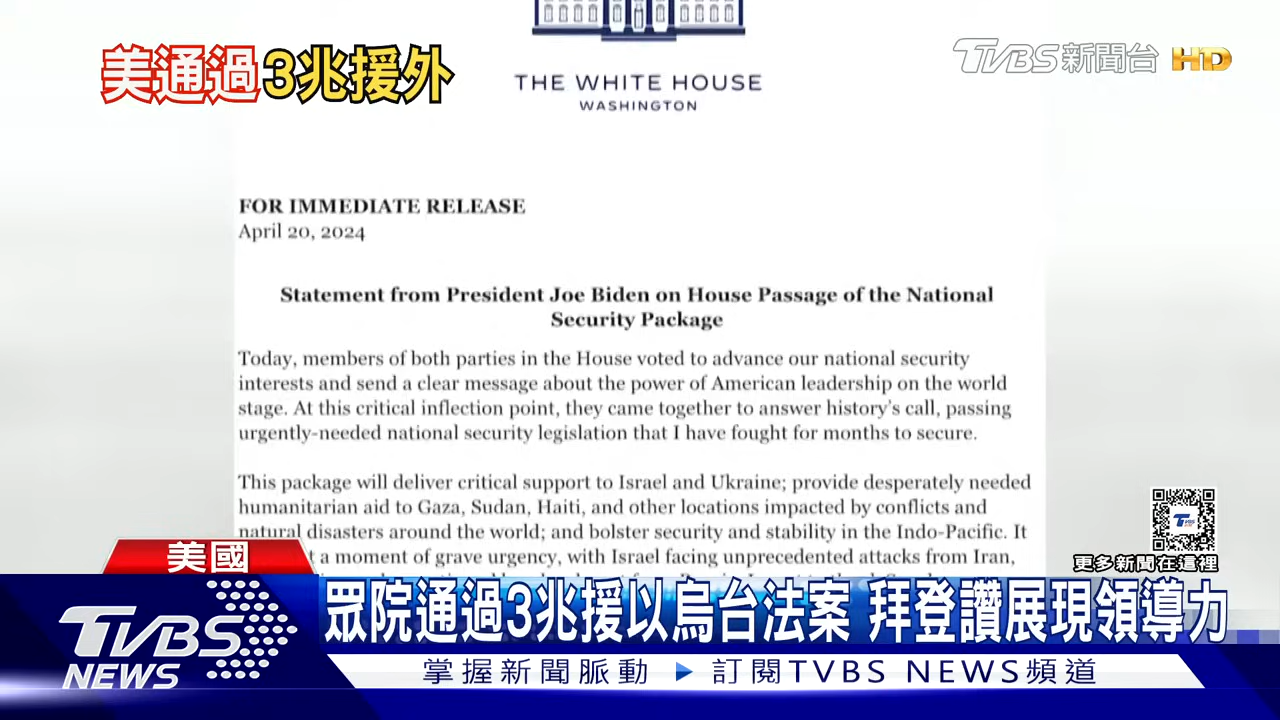 美通過3兆援外
TVBS新聞台 HD
THE WHITE HOUSE
WASHINGTON
FOR IMMEDIATE RELEASE
April 20, 2024
Statement from President Joe Biden on House Passage of the National
Security Package
Today, members of both parties in the House voted to advance our national security
interests and send a clear message about the power of American leadership on the world
stage. At this critical inflection point, they came together to answer history's call, passing
urgently-needed national security legislation that I have fought for months to secure.
This package will deliver critical support to Israel and Ukraine; provide desperately needed
humanitarian aid to Gaza, Sudan, Haiti, and other locations impacted by conflicts and
natural disasters around the world; and bolster security and stability in the Indo-Pacific. It
a moment of grave urgency, with Israel facing unprecedented attacks from Iran,
TVBS
更多新聞在這裡
美國
眾院通過3兆援以烏台法案 拜登讚展現領導力
TVBS
NEWS
掌握新聞脈動 ▶ 訂閱TVBS NEWS頻道